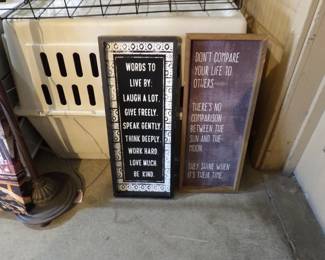 WORDS TO
LIVE BY:
LAUGH A LOT.
GIVE FREELY.
SPEAK GENTLY.
THINK DEEPLY.
WORK HARD.
LOVE MUCH.
BE KIND.
DON'T COMPARE
YOUR LIFE TO
OTHERS
THERE'S NO
COMPARISON
BETWEEN THE
SUN AND THE
MOON.
THEY SHINE WHEN
IT'S THEIR TIME.